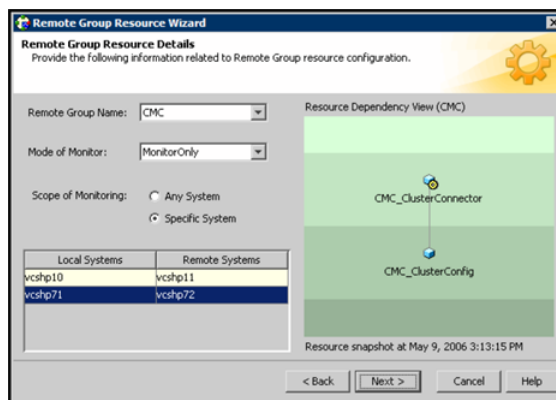 Remote Group Resource Wizard
Remote Group Resource Details
Provide the following information related to Remote Group resource configuration.
Remote Group Name: CMC
Mode of Monitor: MonitorOnly
Scope of Monitoring: Any System
Specific System
Local Systems Remote Systems
vcshp10 vcshp11
vcshp71 vcshp72
Resource Dependency View (CMC)
CMC_ClusterConnector
CMC_ClusterConfig
Resource snapshot at May 9, 2006 3:13:15 PM
< Back Next > Cancel Help